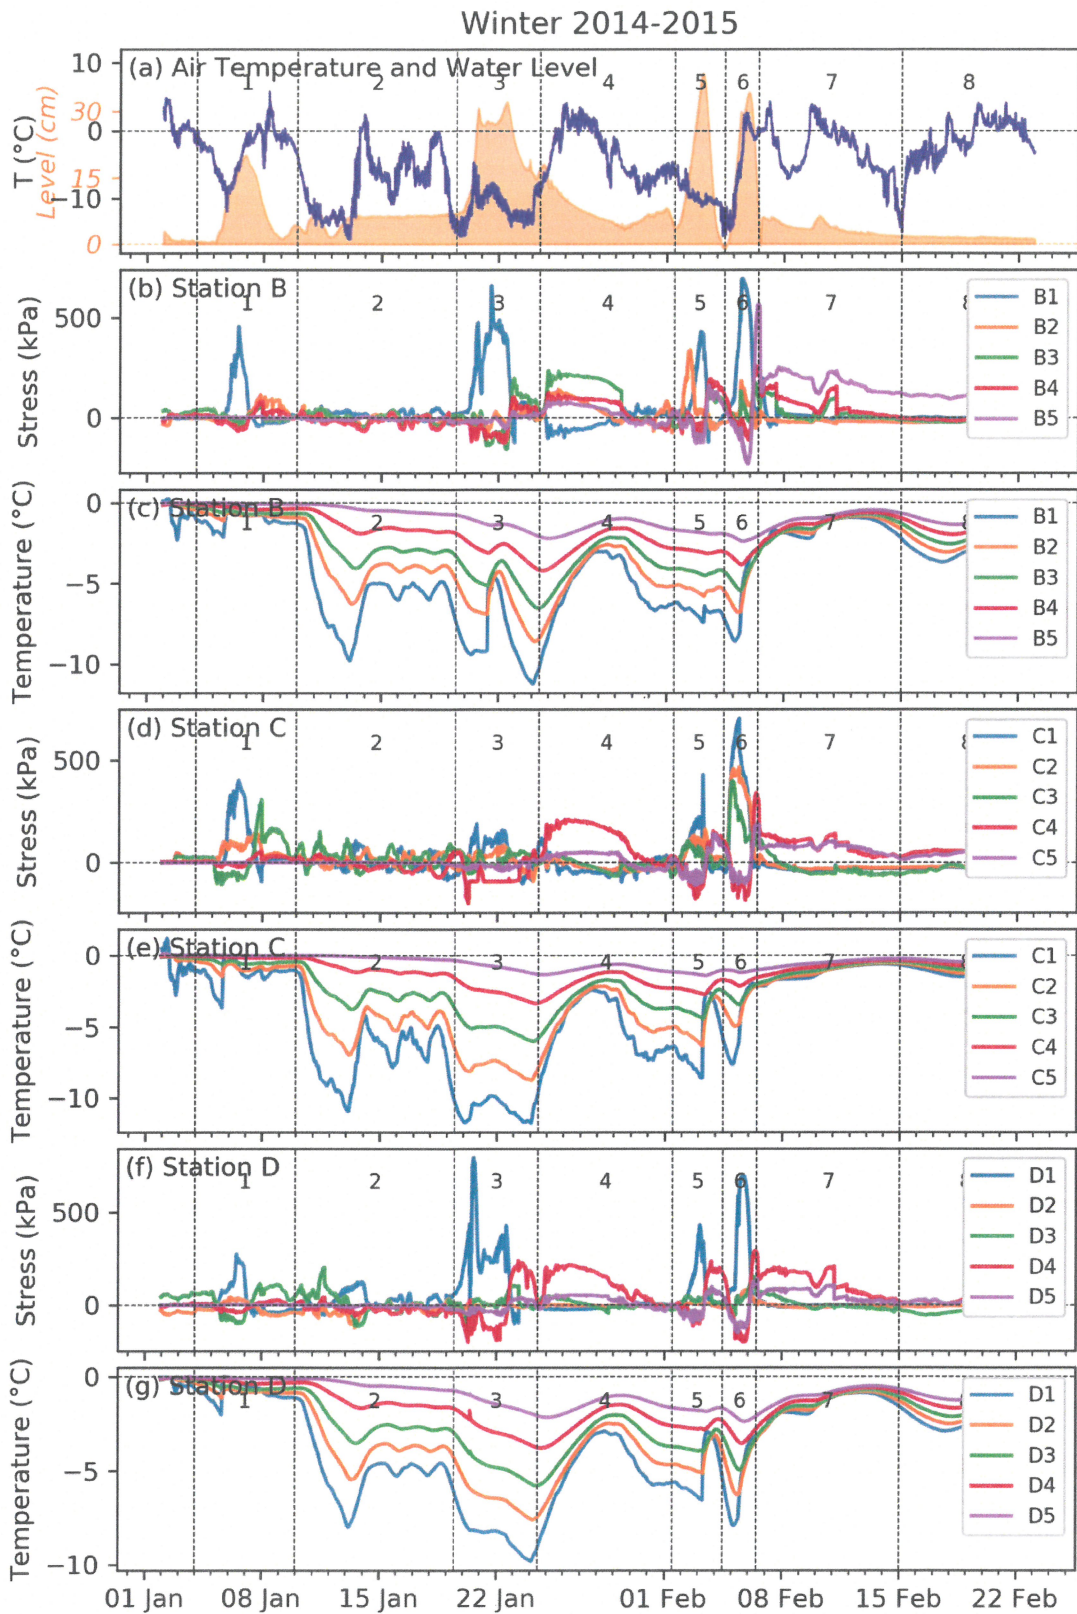 Winter 2014-2015
(a) Air Temperature and Water Level
1 2 3 4 5 6 7 8
T (°C)
Level (cm)
10
0
−10
30
15
0
(b) Station B
1 2 3 4 5 6 7 8
Stress (kPa)
500
0
B1
B2
B3
B4
B5
(c) Station B
1 2 3 4 5 6 7 8
Temperature (°C)
0
−5
−10
B1
B2
B3
B4
B5
(d) Station C
1 2 3 4 5 6 7 8
Stress (kPa)
500
0
C1
C2
C3
C4
C5
(e) Station C
1 2 3 4 5 6 7 8
Temperature (°C)
0
−5
−10
C1
C2
C3
C4
C5
(f) Station D
1 2 3 4 5 6 7 8
Stress (kPa)
500
0
D1
D2
D3
D4
D5
(g) Station D
1 2 3 4 5 6 7 8
Temperature (°C)
0
−5
−10
D1
D2
D3
D4
D5
01 Jan 08 Jan 15 Jan 22 Jan 01 Feb 08 Feb 15 Feb 22 Feb